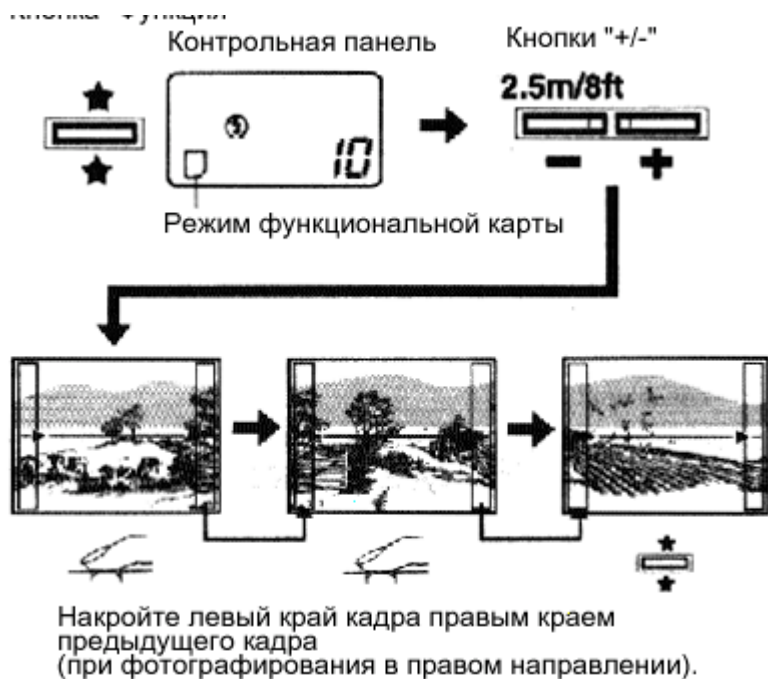 Контрольная панель
Кнопки "+/-"
2.5m/8ft
10
Режим функциональной карты
Накройте левый край кадра правым краем
предыдущего кадра
(при фотографирования в правом направлении).